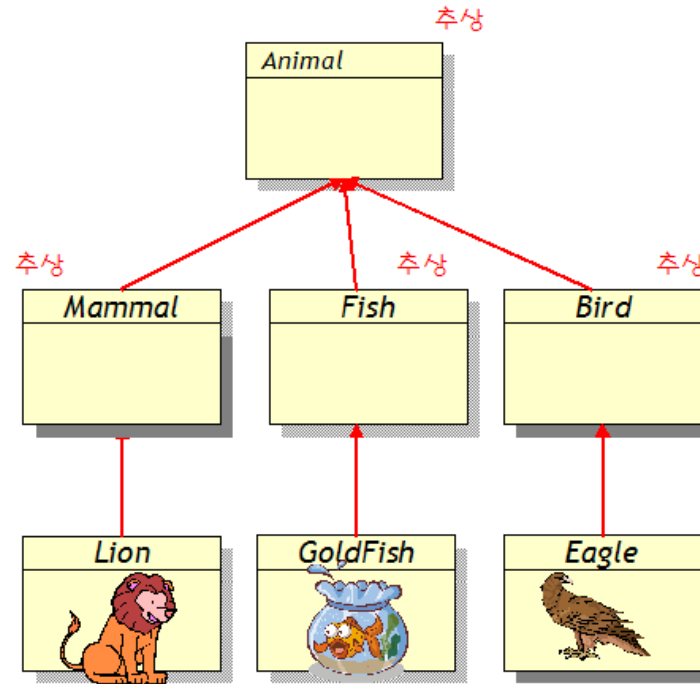 추상
Animal
추상
추상
추상
Mammal
Fish
Bird
Lion
GoldFish
Eagle